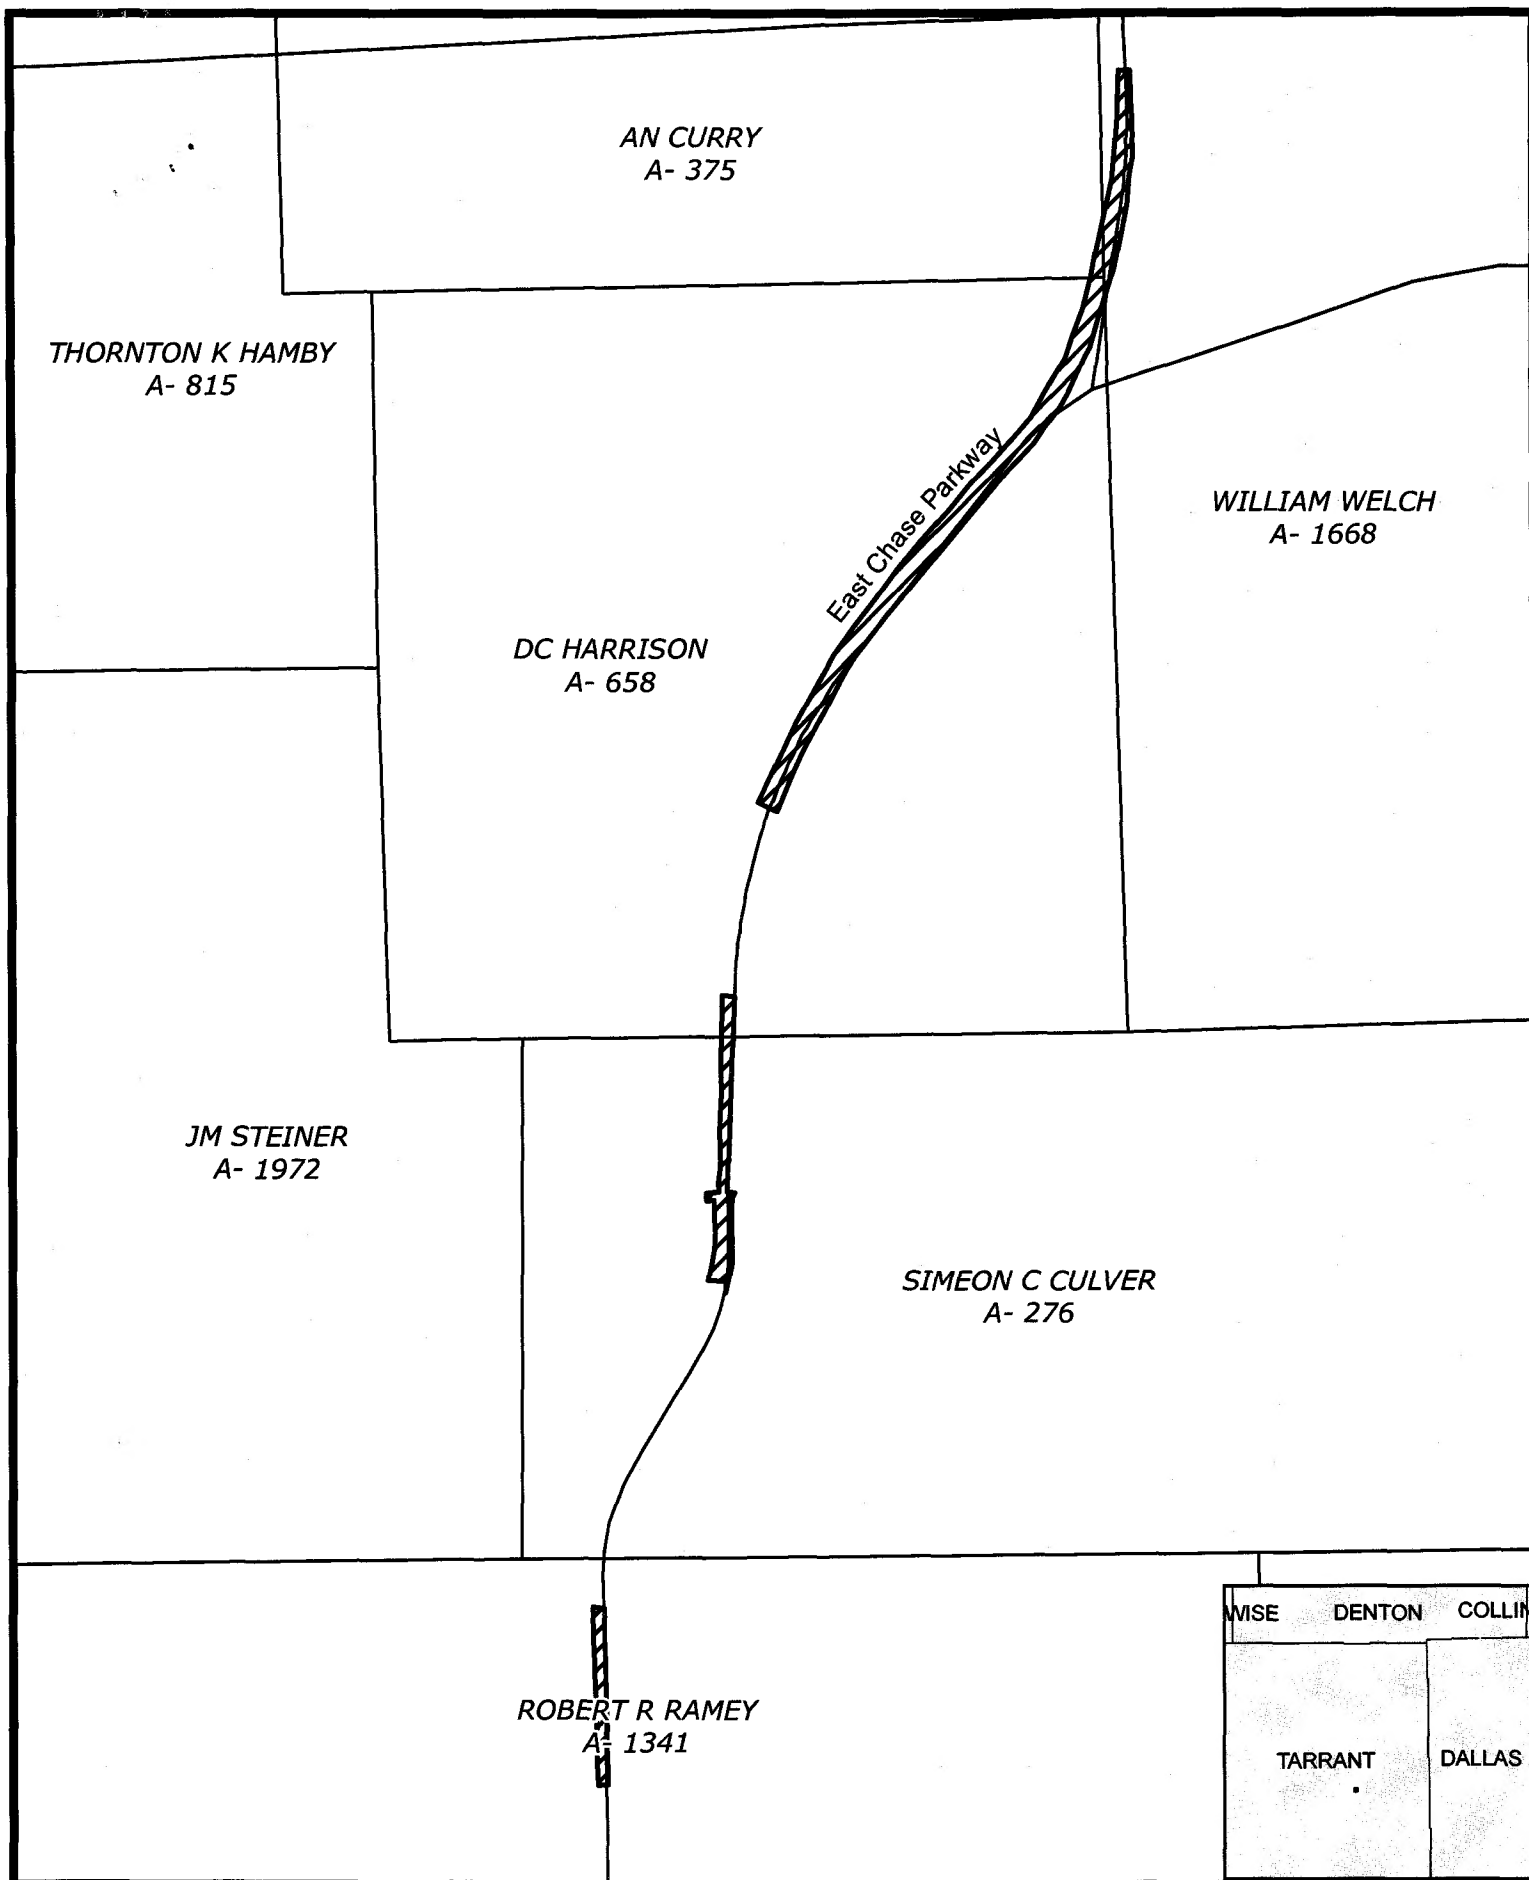 AN CURRY
A- 375
THORNTON K HAMBY
A- 815
East Chase Parkway
WILLIAM WELCH
A- 1668
DC HARRISON
A- 658
JM STEINER
A- 1972
SIMEON C CULVER
A- 276
ROBERT R RAMEY
A- 1341
WISE DENTON COLLIN
TARRANT DALLAS